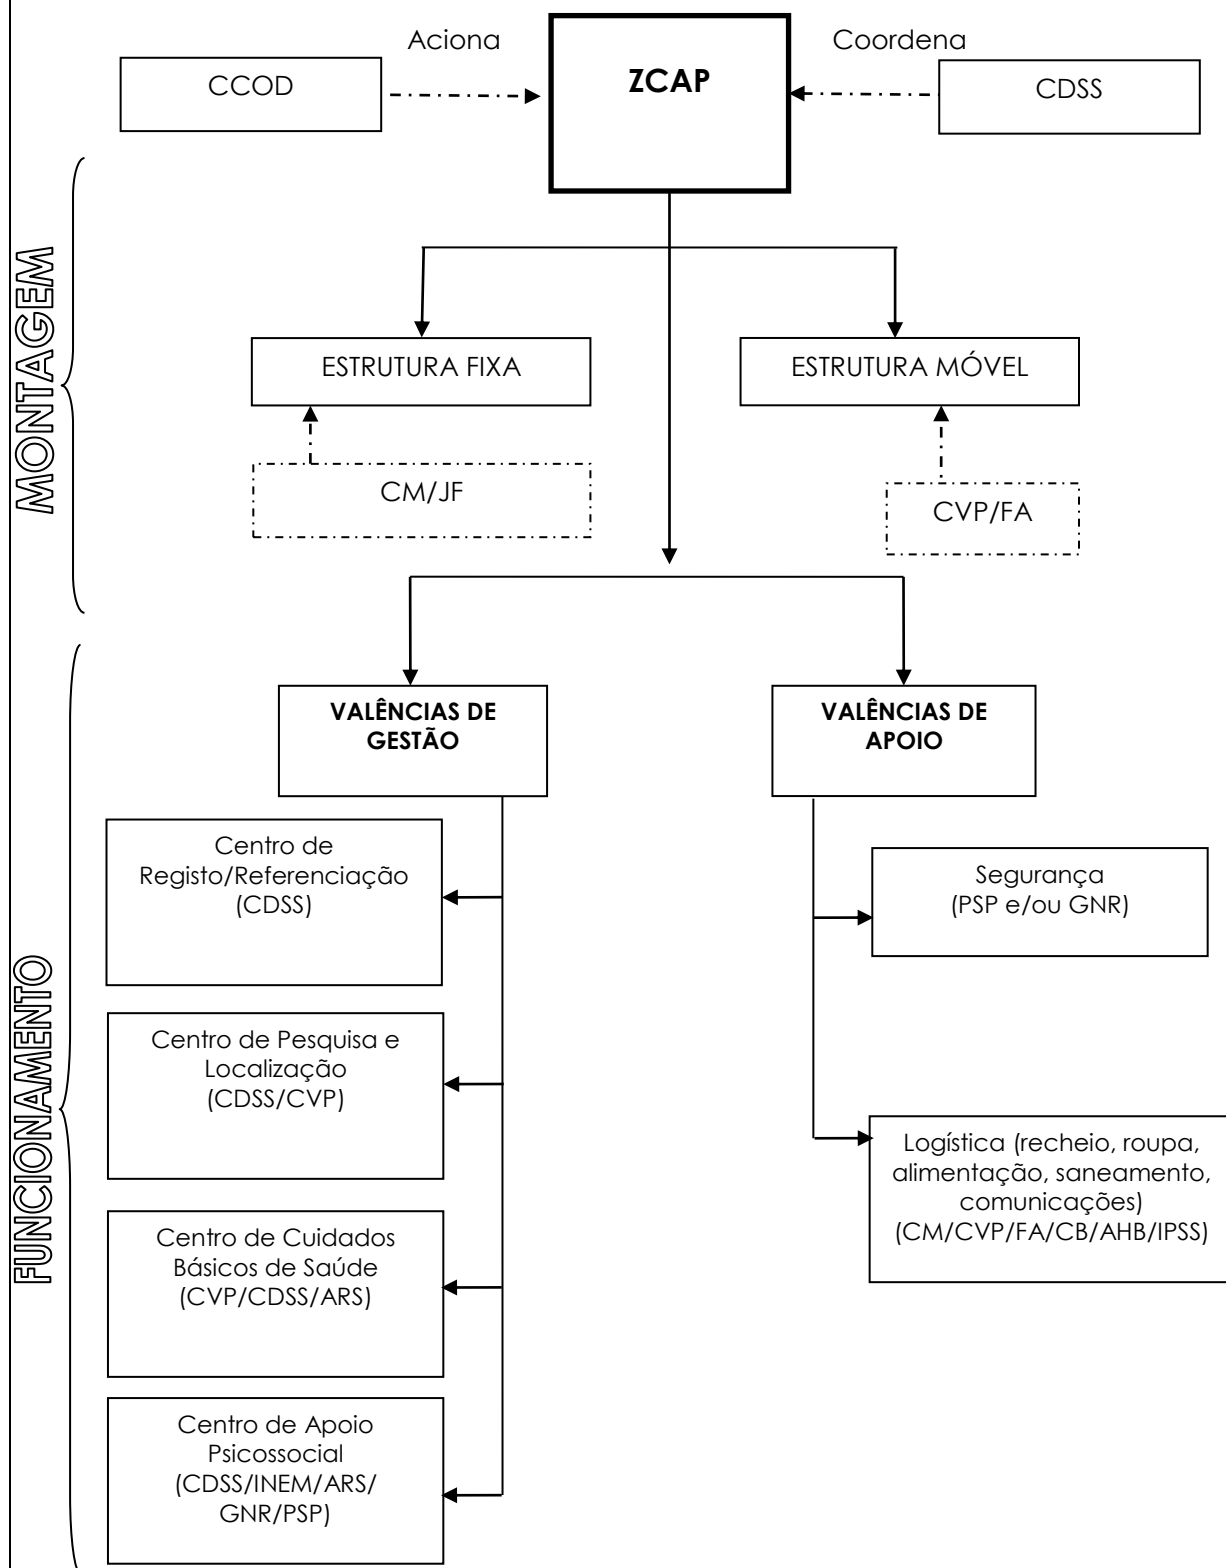 Aciona
Coordena
CCOD
ZCAP
CDSS
MONTAGEM
ESTRUTURA FIXA
ESTRUTURA MÓVEL
CM/JF
CVP/FA
FUNCIONAMENTO
VALÊNCIAS DE
GESTÃO
VALÊNCIAS DE
APOIO
Centro de
Registo/Referenciação
(CDSS)
Centro de Pesquisa e
Localização
(CDSS/CVP)
Centro de Cuidados
Básicos de Saúde
(CVP/CDSS/ARS)
Centro de Apoio
Psicossocial
(CDSS/INEM/ARS/
GNR/PSP)
Segurança
(PSP e/ou GNR)
Logística (recheio, roupa,
alimentação, saneamento,
comunicações)
(CM/CVP/FA/CB/AHB/IPSS)